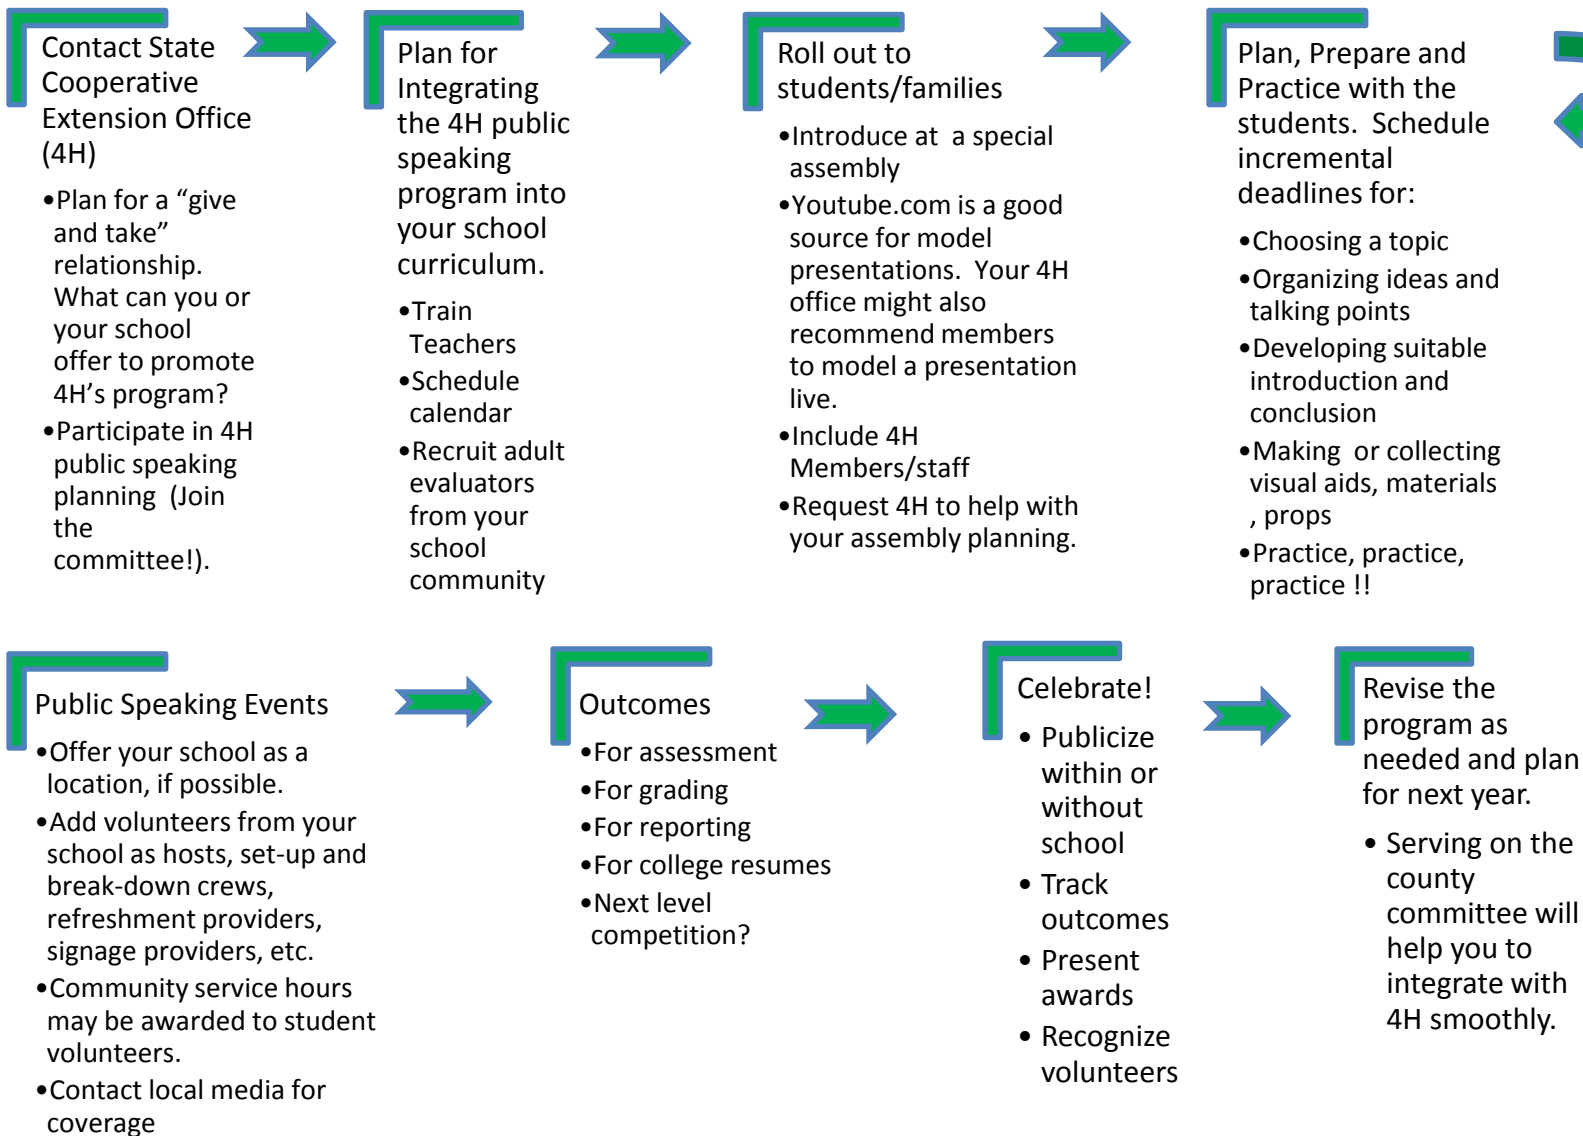 Contact State
Cooperative
Extension Office
(4H)
•Plan for a “give
and take”
relationship.
What can you or
your school
offer to promote
4H’s program?
•Participate in 4H
public speaking
planning (Join
the
committee!).
Plan for
Integrating
the 4H public
speaking
program into
your school
curriculum.
•Train
Teachers
•Schedule
calendar
•Recruit adult
evaluators
from your
school
community
Roll out to
students/families
•Introduce at a special
assembly
•Youtube.com is a good
source for model
presentations. Your 4H
office might also
recommend members
to model a presentation
live.
•Include 4H
Members/staff
•Request 4H to help with
your assembly planning.
Plan, Prepare and
Practice with the
students. Schedule
incremental
deadlines for:
•Choosing a topic
•Organizing ideas and
talking points
•Developing suitable
introduction and
conclusion
•Making or collecting
visual aids, materials
, props
•Practice, practice,
practice !!
Public Speaking Events
•Offer your school as a
location, if possible.
•Add volunteers from your
school as hosts, set-up and
break-down crews,
refreshment providers,
signage providers, etc.
•Community service hours
may be awarded to student
volunteers.
•Contact local media for
coverage
Outcomes
•For assessment
•For grading
•For reporting
•For college resumes
•Next level
competition?
Celebrate!
• Publicize
within or
without
school
• Track
outcomes
• Present
awards
• Recognize
volunteers
Revise the
program as
needed and plan
for next year.
• Serving on the
county
committee will
help you to
integrate with
4H smoothly.